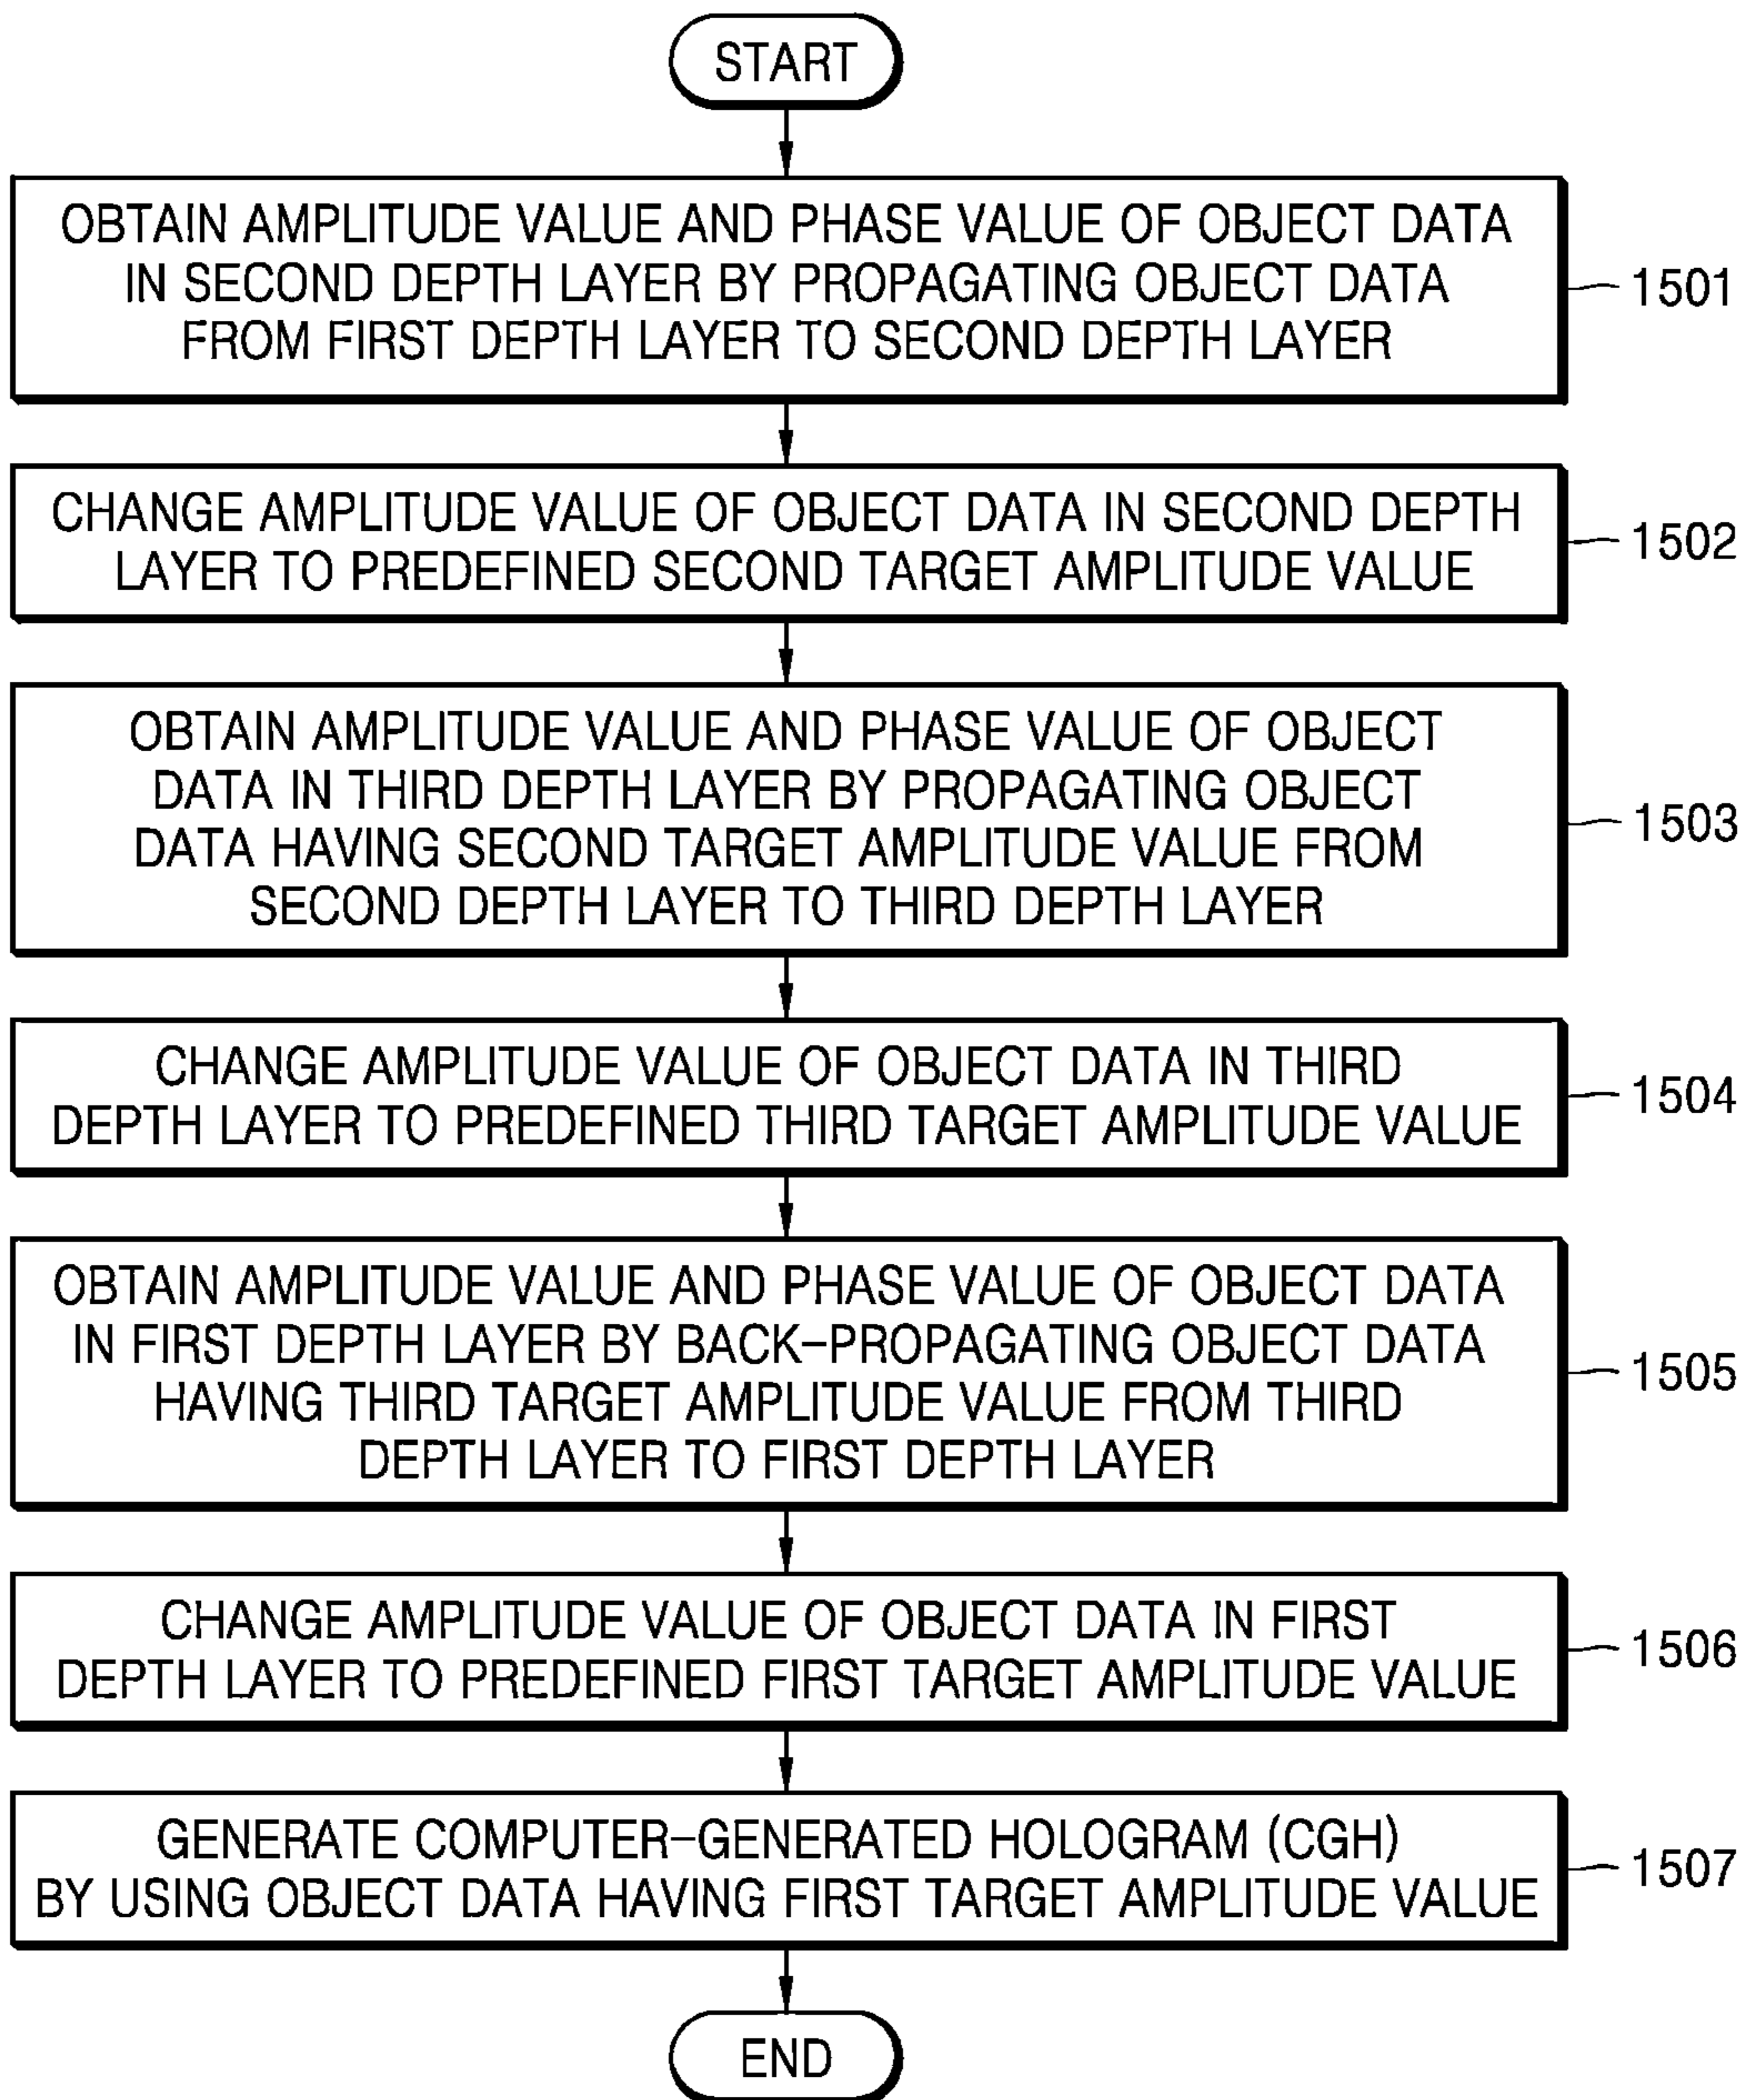 START
OBTAIN AMPLITUDE VALUE AND PHASE VALUE OF OBJECT DATA
IN SECOND DEPTH LAYER BY PROPAGATING OBJECT DATA
FROM FIRST DEPTH LAYER TO SECOND DEPTH LAYER
1501
CHANGE AMPLITUDE VALUE OF OBJECT DATA IN SECOND DEPTH
LAYER TO PREDEFINED SECOND TARGET AMPLITUDE VALUE
1502
OBTAIN AMPLITUDE VALUE AND PHASE VALUE OF OBJECT
DATA IN THIRD DEPTH LAYER BY PROPAGATING OBJECT
DATA HAVING SECOND TARGET AMPLITUDE VALUE FROM
SECOND DEPTH LAYER TO THIRD DEPTH LAYER
1503
CHANGE AMPLITUDE VALUE OF OBJECT DATA IN THIRD
DEPTH LAYER TO PREDEFINED THIRD TARGET AMPLITUDE VALUE
1504
OBTAIN AMPLITUDE VALUE AND PHASE VALUE OF OBJECT DATA
IN FIRST DEPTH LAYER BY BACK-PROPAGATING OBJECT DATA
HAVING THIRD TARGET AMPLITUDE VALUE FROM THIRD
DEPTH LAYER TO FIRST DEPTH LAYER
1505
CHANGE AMPLITUDE VALUE OF OBJECT DATA IN FIRST
DEPTH LAYER TO PREDEFINED FIRST TARGET AMPLITUDE VALUE
1506
GENERATE COMPUTER-GENERATED HOLOGRAM (CGH)
BY USING OBJECT DATA HAVING FIRST TARGET AMPLITUDE VALUE
1507
END